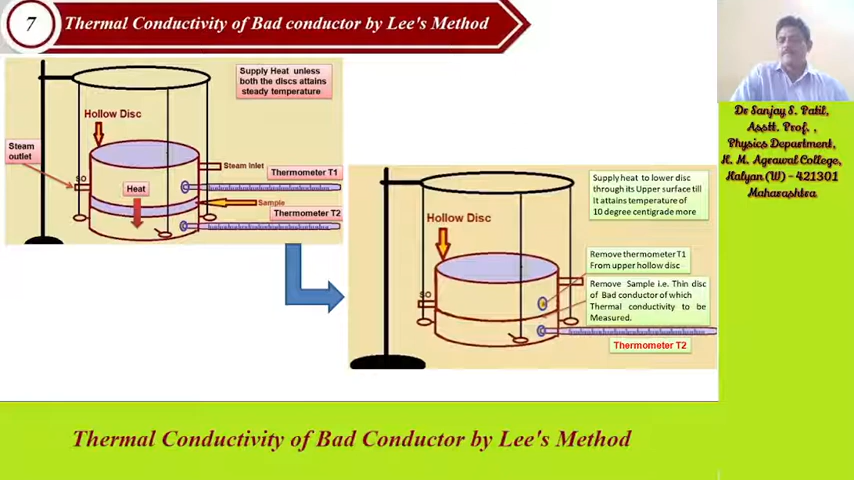 7
Thermal Conductivity of Bad conductor by Lee's Method
Supply Heat unless
both the discs attains
steady temperature
Hollow Disc
Steam
outlet
Steam Inlet
Thermometer T1
SO
Heat
Sample
Thermometer T2
Supply heat to lower disc
through its Upper surface till
It attains temperature of
10 degree centigrade more
Hollow Disc
Remove thermometer T1
From upper hollow disc
Remove Sample i.e. Thin disc
of Bad conductor of which
Thermal conductivity to be
Measured.
SO
Thermometer T2
Dr Sanjay S. Patil,
Asstt. Prof. ,
Physics Department,
K. M. Agrawal College,
Kalyan (W) - 421301
Maharashtra
Thermal Conductivity of Bad Conductor by Lee's Method